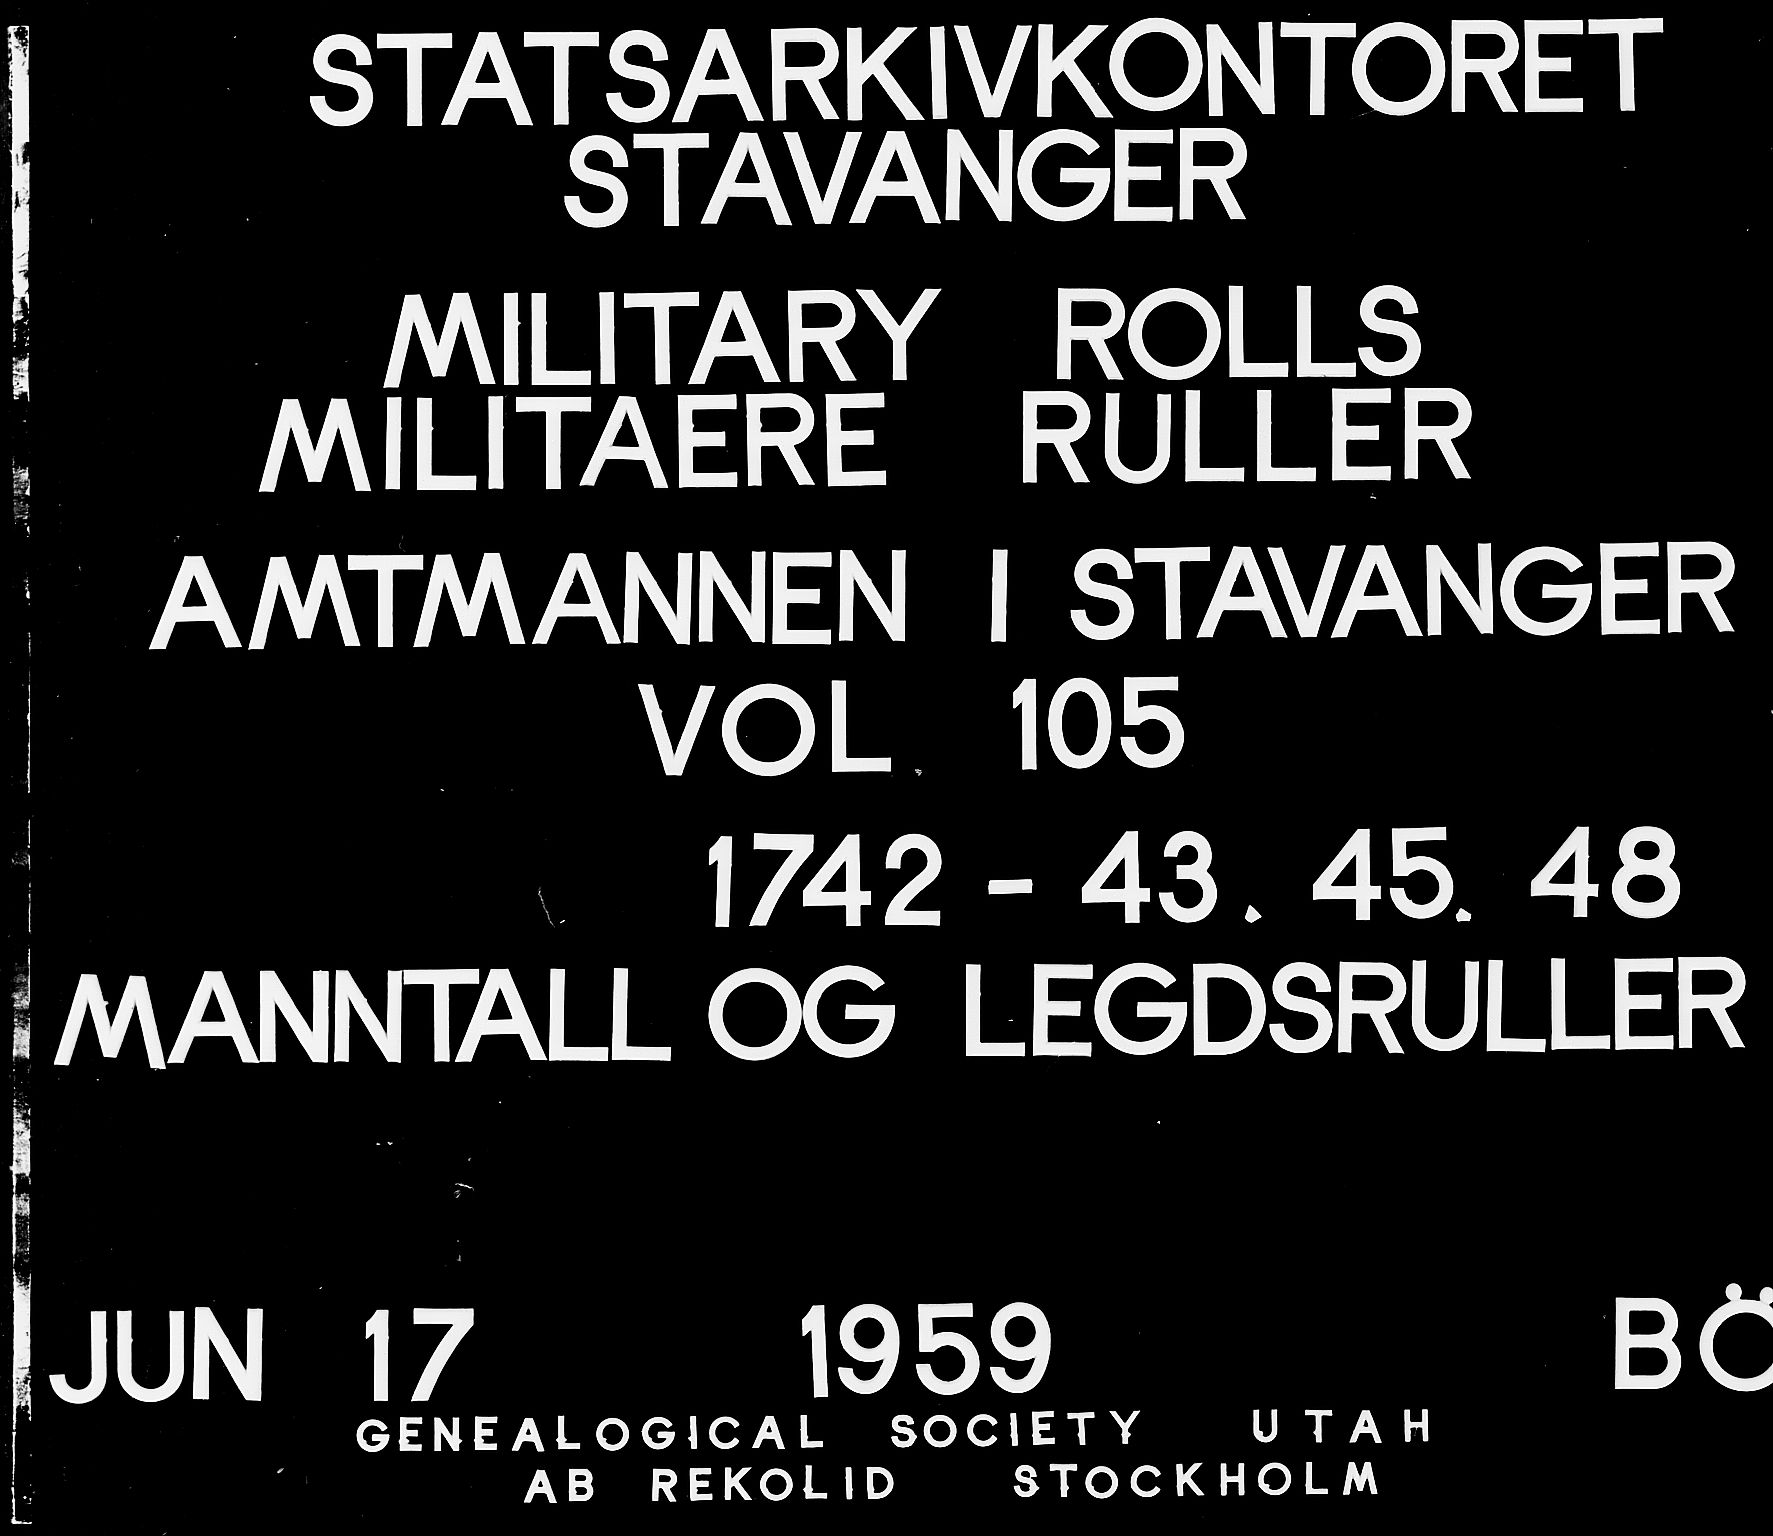 STATSARKIVKONTORET
STAVANGER
MILITARY ROLLS
MILITAERE RULLER
AMTMANNEN I STAVANGER
VOL. 105
1742 - 43. 45. 48
MANNTALL OG LEGDSRULLER
JUN 17 1959 BÖ
GENEALOGICAL SOCIETY UTAH
AB REKOLID STOCKHOLM